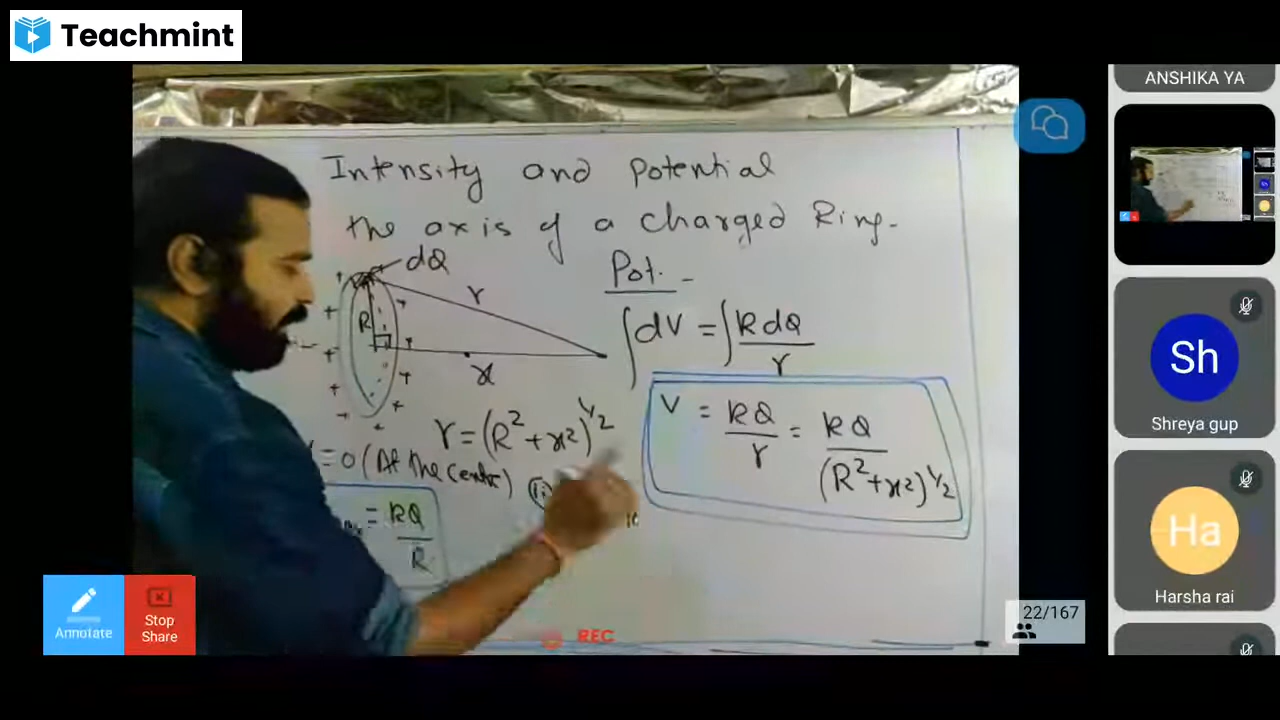 Teachmint
ANSHIKA YA
Intensity and potential
the axis of a charged Ring.
dQ
Pot. -
r
R
x
∫dV = ∫kdQ/r
V = kQ/r = kQ/(R²+x²)^1/2
r = (R²+x²)^1/2
= 0 (At the centre) (ii)
= kQ/R
Sh
Shreya gup
Ha
Harsha rai
Annotate
Stop
Share
REC
22/167